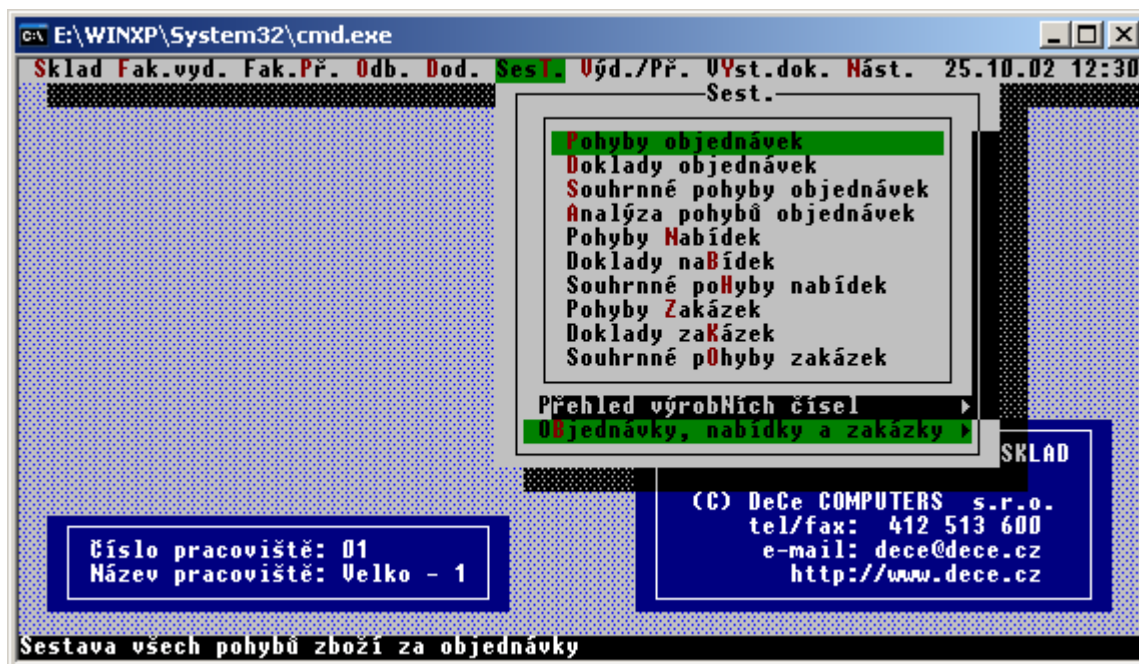 E:\WINXP\System32\cmd.exe
Sklad Fak.vyd. Fak.Př. Odb. Dod. SesT. Výd./Př. VYst.dok. Nást. 25.10.02 12:30
Sest.
Pohyby objednávek
Doklady objednávek
Souhrnné pohyby objednávek
Analýza pohybů objednávek
Pohyby Nabídek
Doklady naBídek
Souhrnné poHyby nabídek
Pohyby Zakázek
Doklady zaKázek
Souhrnné pOhyby zakázek
Přehled výrobNích čísel
OBjednávky, nabídky a zakázky
SKLAD
(C) DeCe COMPUTERS s.r.o.
tel/fax: 412 513 600
e-mail: dece@dece.cz
http://www.dece.cz
Číslo pracoviště: 01
Název pracoviště: Velko - 1
Sestava všech pohybů zboží za objednávky